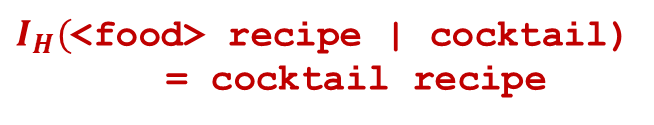 I_H(<food> recipe | cocktail)
= cocktail recipe